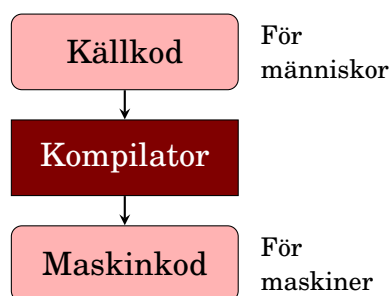 Källkod
För
människor
Kompilator
Maskinkod
För
maskiner